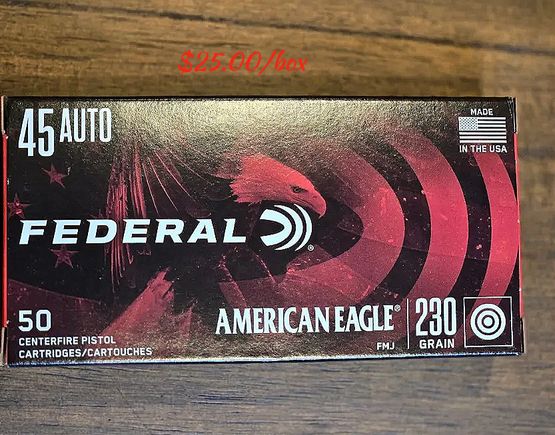 $25.00/box
45 AUTO
MADE
IN THE USA
FEDERAL®
50
CENTERFIRE PISTOL
CARTRIDGES/CARTOUCHES
AMERICAN EAGLE®
FMJ
230
GRAIN